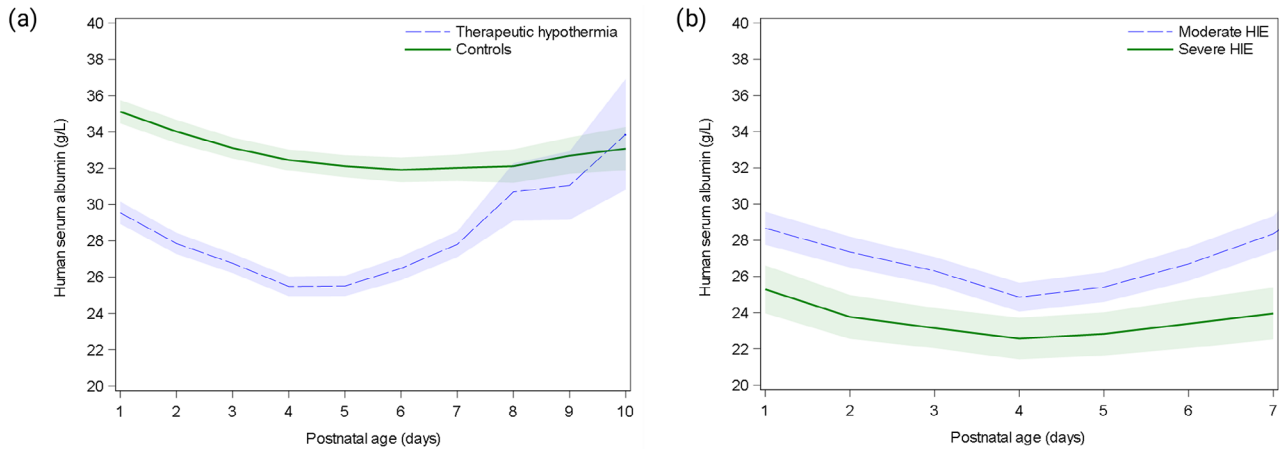 (a)
Human serum albumin (g/L)
40
38
36
34
32
30
28
26
24
22
20
Therapeutic hypothermia
Controls
1 2 3 4 5 6 7 8 9 10
Postnatal age (days)
(b)
Human serum albumin (g/L)
40
38
36
34
32
30
28
26
24
22
20
Moderate HIE
Severe HIE
1 2 3 4 5 6 7
Postnatal age (days)